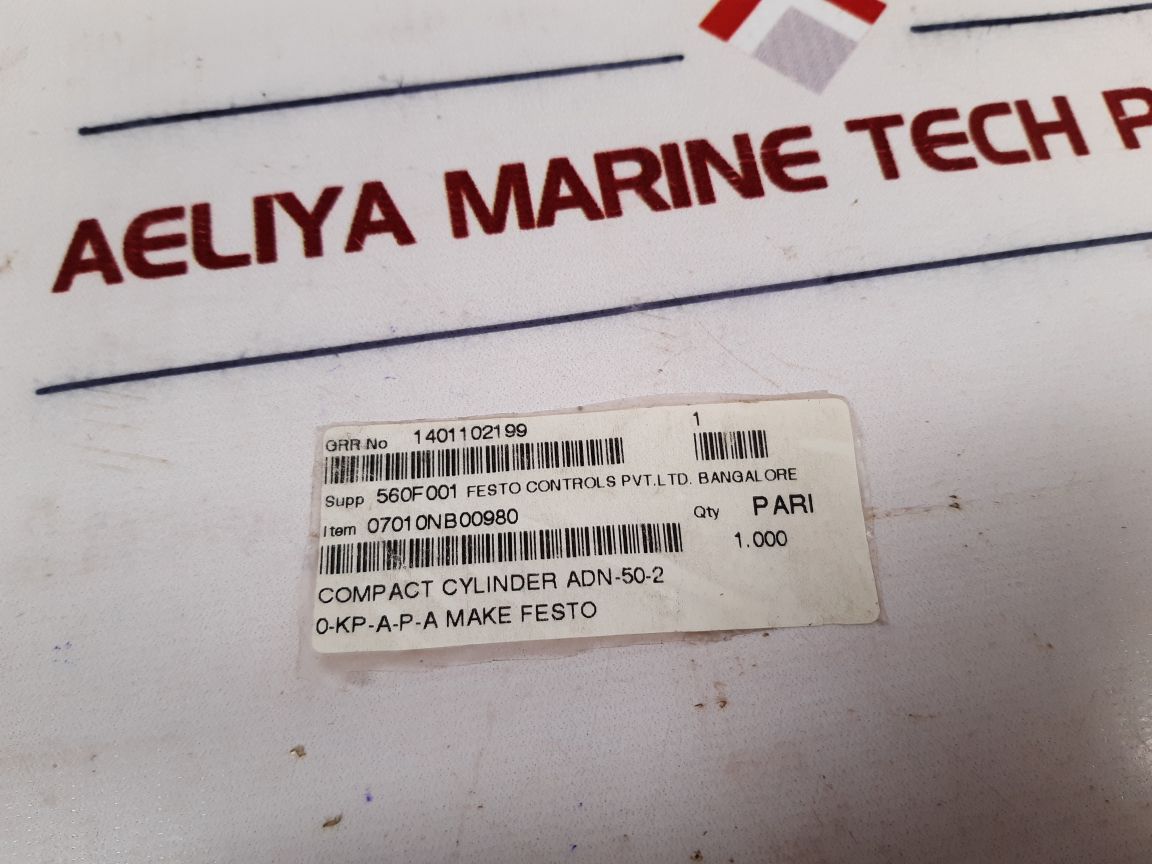 AELIYA MARINE TECH P
GRR No 1401102199 1
Supp 560F001 FESTO CONTROLS PVT.LTD. BANGALORE
Item 07010NB00980 Qty PARI
1.000
COMPACT CYLINDER ADN-50-2
0-KP-A-P-A MAKE FESTO